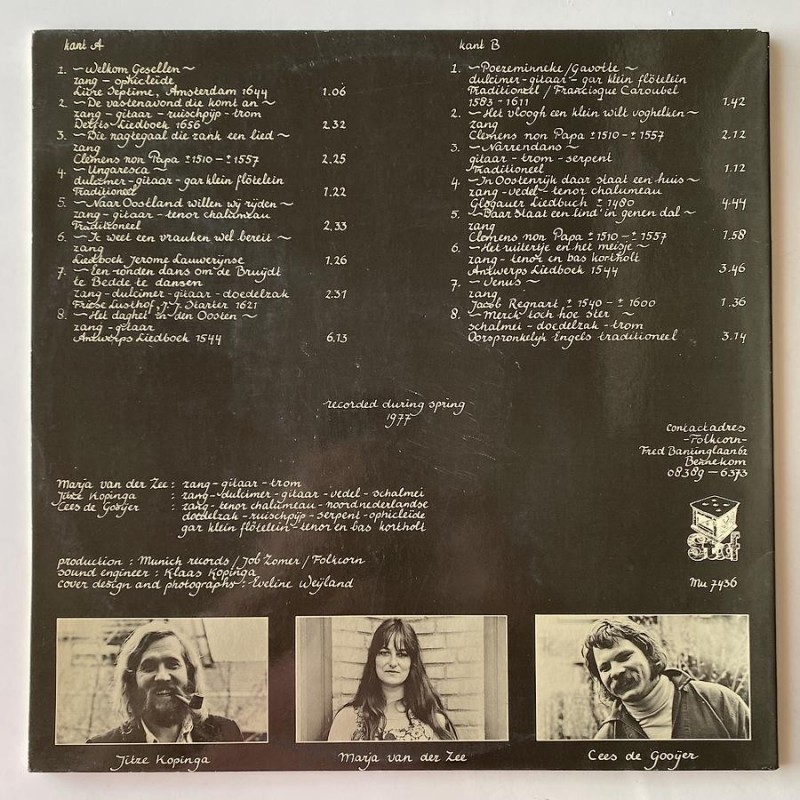 kant A
1. ~Welkom Gesellen~
zang-ophicleide
Livre Septime, Amsterdam 1644 1.06
2. ~De vastenavond die komt an~
zang-gitaar-ruischpijp-trom
Delfts Liedboek 1656 2.32
3. ~Die nagegaal die zank een lied~
zang
Clemens non Papa ±1510-±1557 2.25
4. ~Ungaresca~
dulcimer-gitaar-gar klein flötelein
Traditioneel 1.22
5. ~Naar Oostland willen wij rijden~
zang-gitaar-tenor chalumeau
Traditioneel 2.33
6. ~Ic weet een vrauken wel bereit~
zang
Liedboek Jerome Lauwerijnse 1.26
7. ~Een ronden dans om de Bruijdt
te Bedde te dansen
zang-dulcimer-gitaar-doedelzak
Friese Lusthof, J.J. Starter 1621 2.31
8. ~Het daghet in den Oosten~
zang-gitaar
Antwerps Liedboek 1544 6.13
kant B
1. ~Poereminneke/Gavotte~
dulcimer-gitaar-gar klein flötelein
Traditioneel/Francisque Caroubel
1583-1611 1.42
2. ~Het vloogh een klein wilt voghelken~
zang
Clemens non Papa ±1510-±1557 2.12
3. ~Narrendans~
gitaar-trom-serpent
Traditioneel 1.12
4. ~In Oostenrijk daar staat een huis~
zang-vedel-tenor chalumeau
Glogauer Liedbuch ±1480 4.44
5. ~Daar staat een lind' in genen dal~
zang
Clemens non Papa ±1510-±1557 1.58
6. ~Het ruitertje en het meisje~
zang-tenor en bas kortholt
Antwerps Liedboek 1544 3.46
7. ~Venus~
zang
Jacob Regnart, ±1540-±1600 1.36
8. ~Merck toch hoe ster~
schalmei-doedelzak-trom
Oorspronkelijk Engels traditioneel 3.14
recorded during spring
1977
contactadres
-Folkcorn-
Fred Bantinglaan 62
Bennekom
08389-6373
Marja van der Zee: zang-gitaar-trom
Jitze Kopinga : zang-dulcimer-gitaar-vedel-schalmei
Cees de Gooijer : zang-tenor chalumeau-noordnederlandse
doedelzak-ruischpijp-serpent-ophicleide
gar klein flötelein-tenor en bas kortholt
Stoof
production: Munich records/Job Zomer/Folkcorn
sound engineer: Klaas Kopinga
cover design and photographs: Eveline Weijland
Mu 7436
Jitze Kopinga
Marja van der Zee
Cees de Gooijer